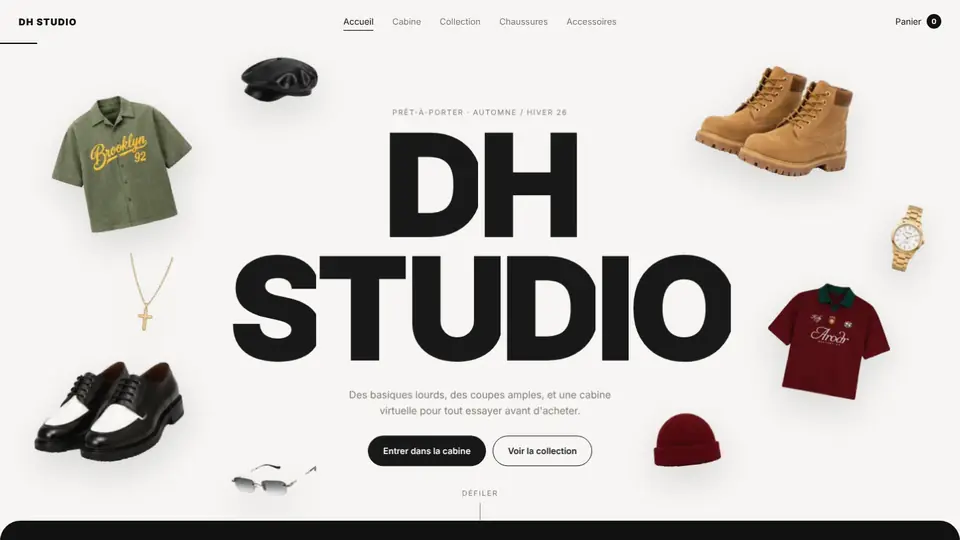 DH STUDIO
Accueil
Cabine
Collection
Chaussures
Accessoires
Panier 0
PRÊT-À-PORTER · AUTOMNE / HIVER 26
DH
STUDIO
Brooklyn
92
Des basiques lourds, des coupes amples, et une cabine
virtuelle pour tout essayer avant d'acheter.
Entrer dans la cabine
Voir la collection
DÉFILER